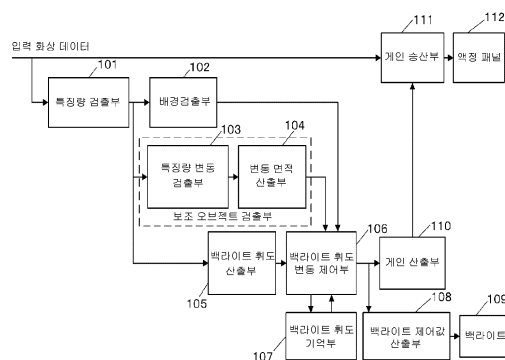 111
112
입력 화상 데이터
게인 송산부
액정 패널
101
102
특징량 검출부
배경검출부
103
104
특징량 변동
검출부
변동 면적
산출부
보조 오브젝트 검출부
106
110
백라이트 휘도
산출부
백라이트 휘도
변동 제어부
게인 산출부
105
108
109
백라이트 휘도
기억부
백라이트 제어값
산출부
백라이트
107